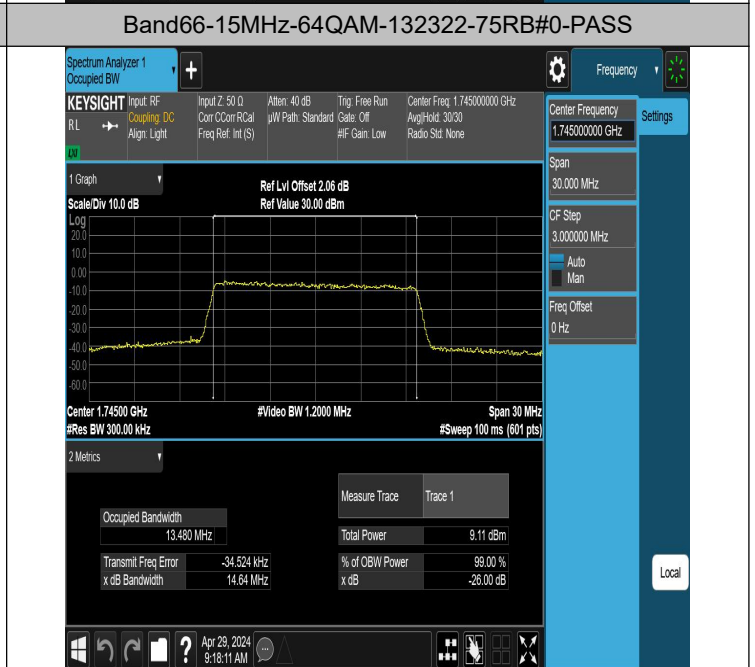 Band66-15MHz-64QAM-132322-75RB#0-PASS
Spectrum Analyzer 1
Occupied BW
+
Frequency
KEYSIGHT
RL
LXI
Input: RF
Coupling: DC
Align: Light
Input Z: 50 Ω
Corr CCorr RCal
Freq Ref: Int (S)
Atten: 40 dB
µW Path: Standard
Trig: Free Run
Gate: Off
#IF Gain: Low
Center Freq: 1.745000000 GHz
Avg|Hold: 30/30
Radio Std: None
Center Frequency
1.745000000 GHz
Settings
Span
30.000 MHz
CF Step
3.000000 MHz
Auto
Man
Freq Offset
0 Hz
Local
1 Graph
Scale/Div 10.0 dB
Ref Lvl Offset 2.06 dB
Ref Value 30.00 dBm
Log
20.0
10.0
0.00
-10.0
-20.0
-30.0
-40.0
-50.0
-60.0
Center 1.74500 GHz
#Video BW 1.2000 MHz
Span 30 MHz
#Res BW 300.00 kHz
#Sweep 100 ms (601 pts)
2 Metrics
Measure Trace
Trace 1
Occupied Bandwidth
13.480 MHz
Total Power
9.11 dBm
Transmit Freq Error
-34.524 kHz
% of OBW Power
99.00 %
x dB Bandwidth
14.64 MHz
x dB
-26.00 dB
?
Apr 29, 2024
9:18:11 AM